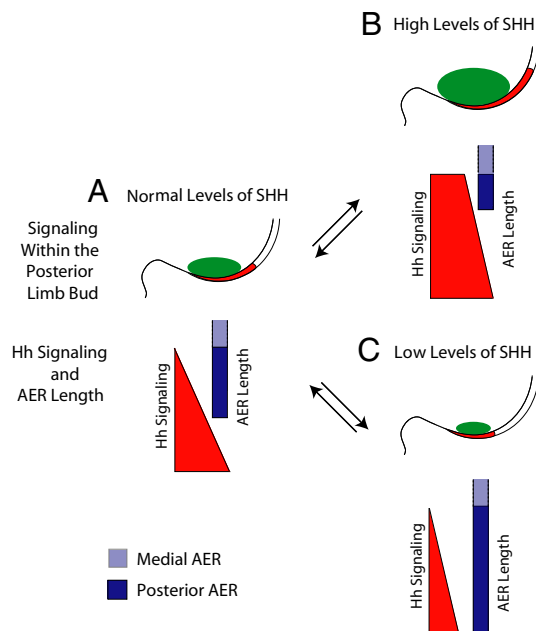 B
High Levels of SHH
Hh Signaling
AER Length
A
Normal Levels of SHH
Signaling
Within the
Posterior
Limb Bud
Hh Signaling
and
AER Length
Hh Signaling
AER Length
C
Low Levels of SHH
Hh Signaling
AER Length
Medial AER
Posterior AER